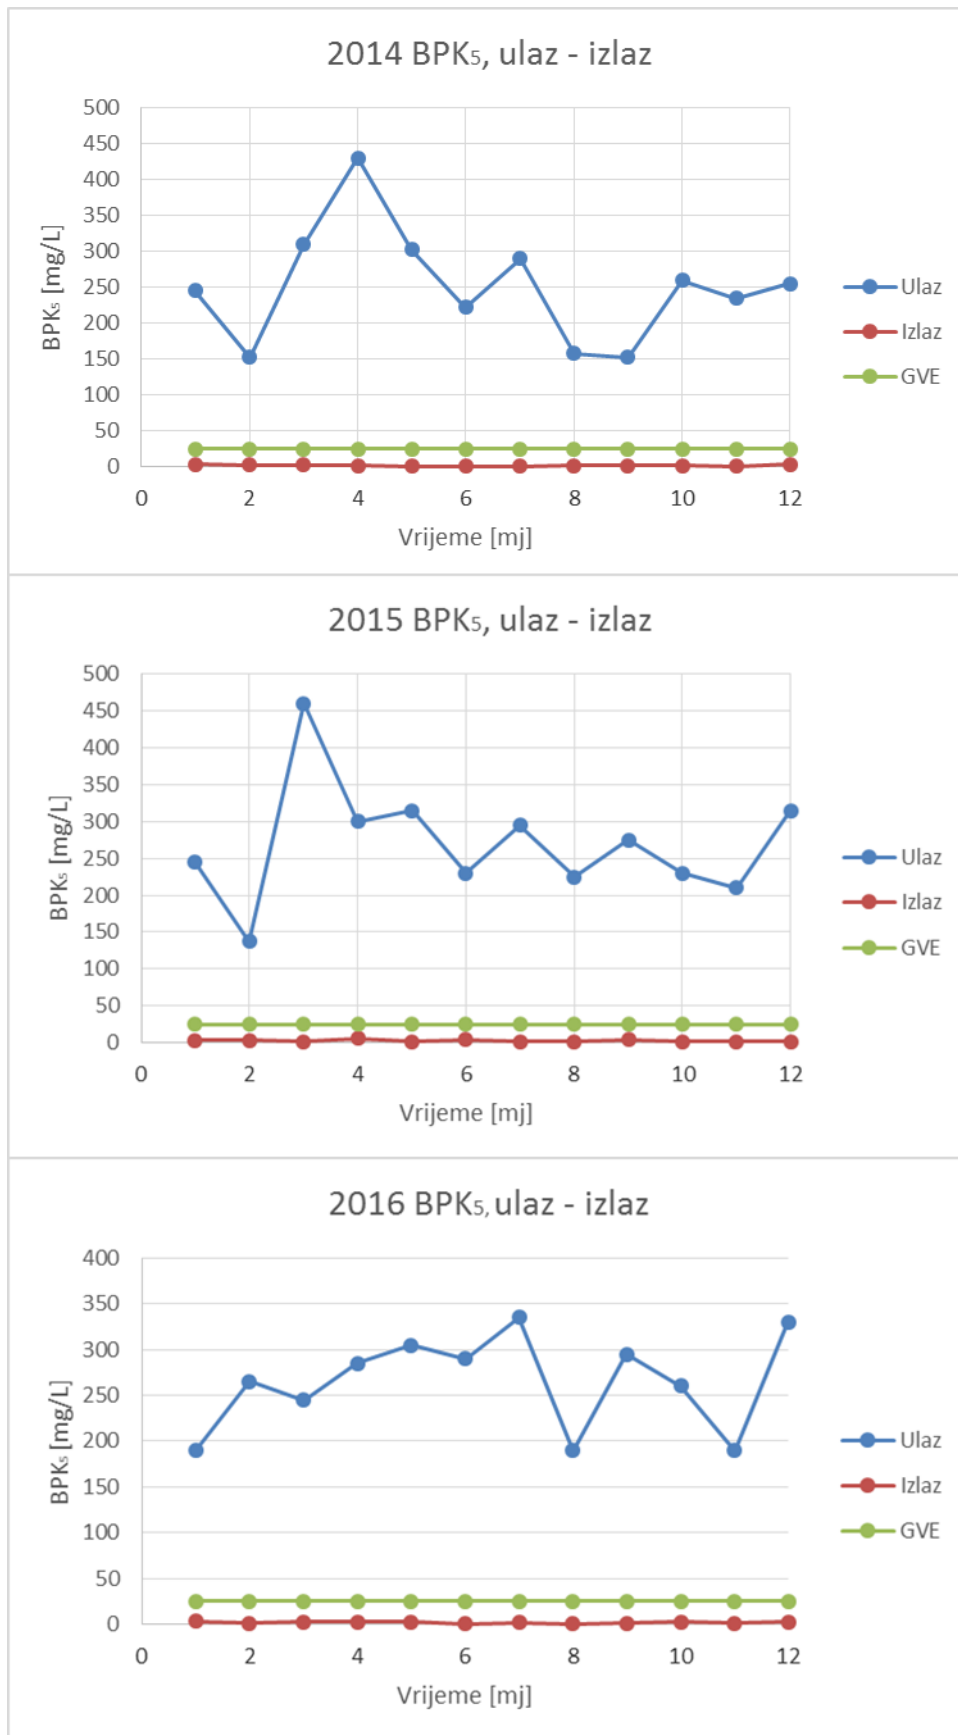 2014 BPK₅, ulaz - izlaz
500
450
400
350
300
250
200
150
100
50
0
BPK₅ [mg/L]
0 2 4 6 8 10 12
Vrijeme [mj]
Ulaz
Izlaz
GVE
2015 BPK₅, ulaz - izlaz
500
450
400
350
300
250
200
150
100
50
0
BPK₅ [mg/L]
0 2 4 6 8 10 12
Vrijeme [mj]
Ulaz
Izlaz
GVE
2016 BPK₅, ulaz - izlaz
400
350
300
250
200
150
100
50
0
BPK₅ [mg/L]
0 2 4 6 8 10 12
Vrijeme [mj]
Ulaz
Izlaz
GVE